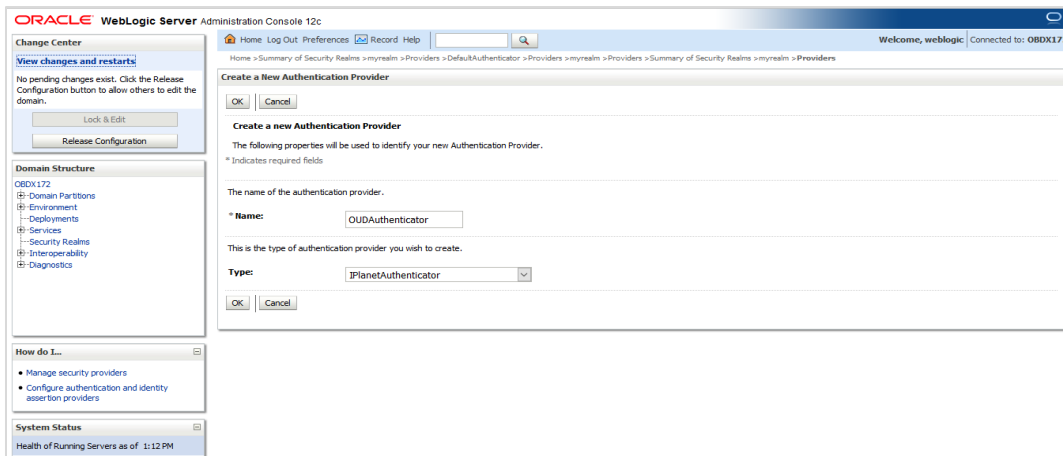 ORACLE WebLogic Server Administration Console 12c
Change Center
View changes and restarts
No pending changes exist. Click the Release
Configuration button to allow others to edit the
domain.
Lock & Edit
Release Configuration
Domain Structure
OBDX172
Domain Partitions
Environment
Deployments
Services
Security Realms
Interoperability
Diagnostics
How do I...
Manage security providers
Configure authentication and identity
assertion providers
System Status
Health of Running Servers as of 1:12 PM
Home Log Out Preferences Record Help
Welcome, weblogic Connected to: OBDX17
Home >Summary of Security Realms >myrealm >Providers >DefaultAuthenticator >Providers >myrealm >Providers >Summary of Security Realms >myrealm >Providers
Create a New Authentication Provider
OK Cancel
Create a new Authentication Provider
The following properties will be used to identify your new Authentication Provider.
* Indicates required fields
The name of the authentication provider.
* Name: OUDAuthenticator
This is the type of authentication provider you wish to create.
Type: IPlanetAuthenticator
OK Cancel